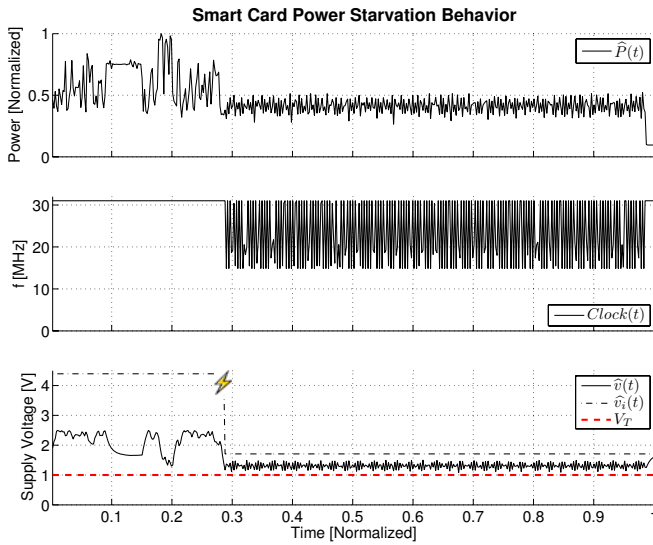 Smart Card Power Starvation Behavior
Power [Normalized]
1
0.5
0
P̂(t)
f [MHz]
30
20
10
0
Clock(t)
Supply Voltage [V]
4
3
2
1
0
v̂(t)
v̂ᵢ(t)
V_T
0.1 0.2 0.3 0.4 0.5 0.6 0.7 0.8 0.9 1
Time [Normalized]